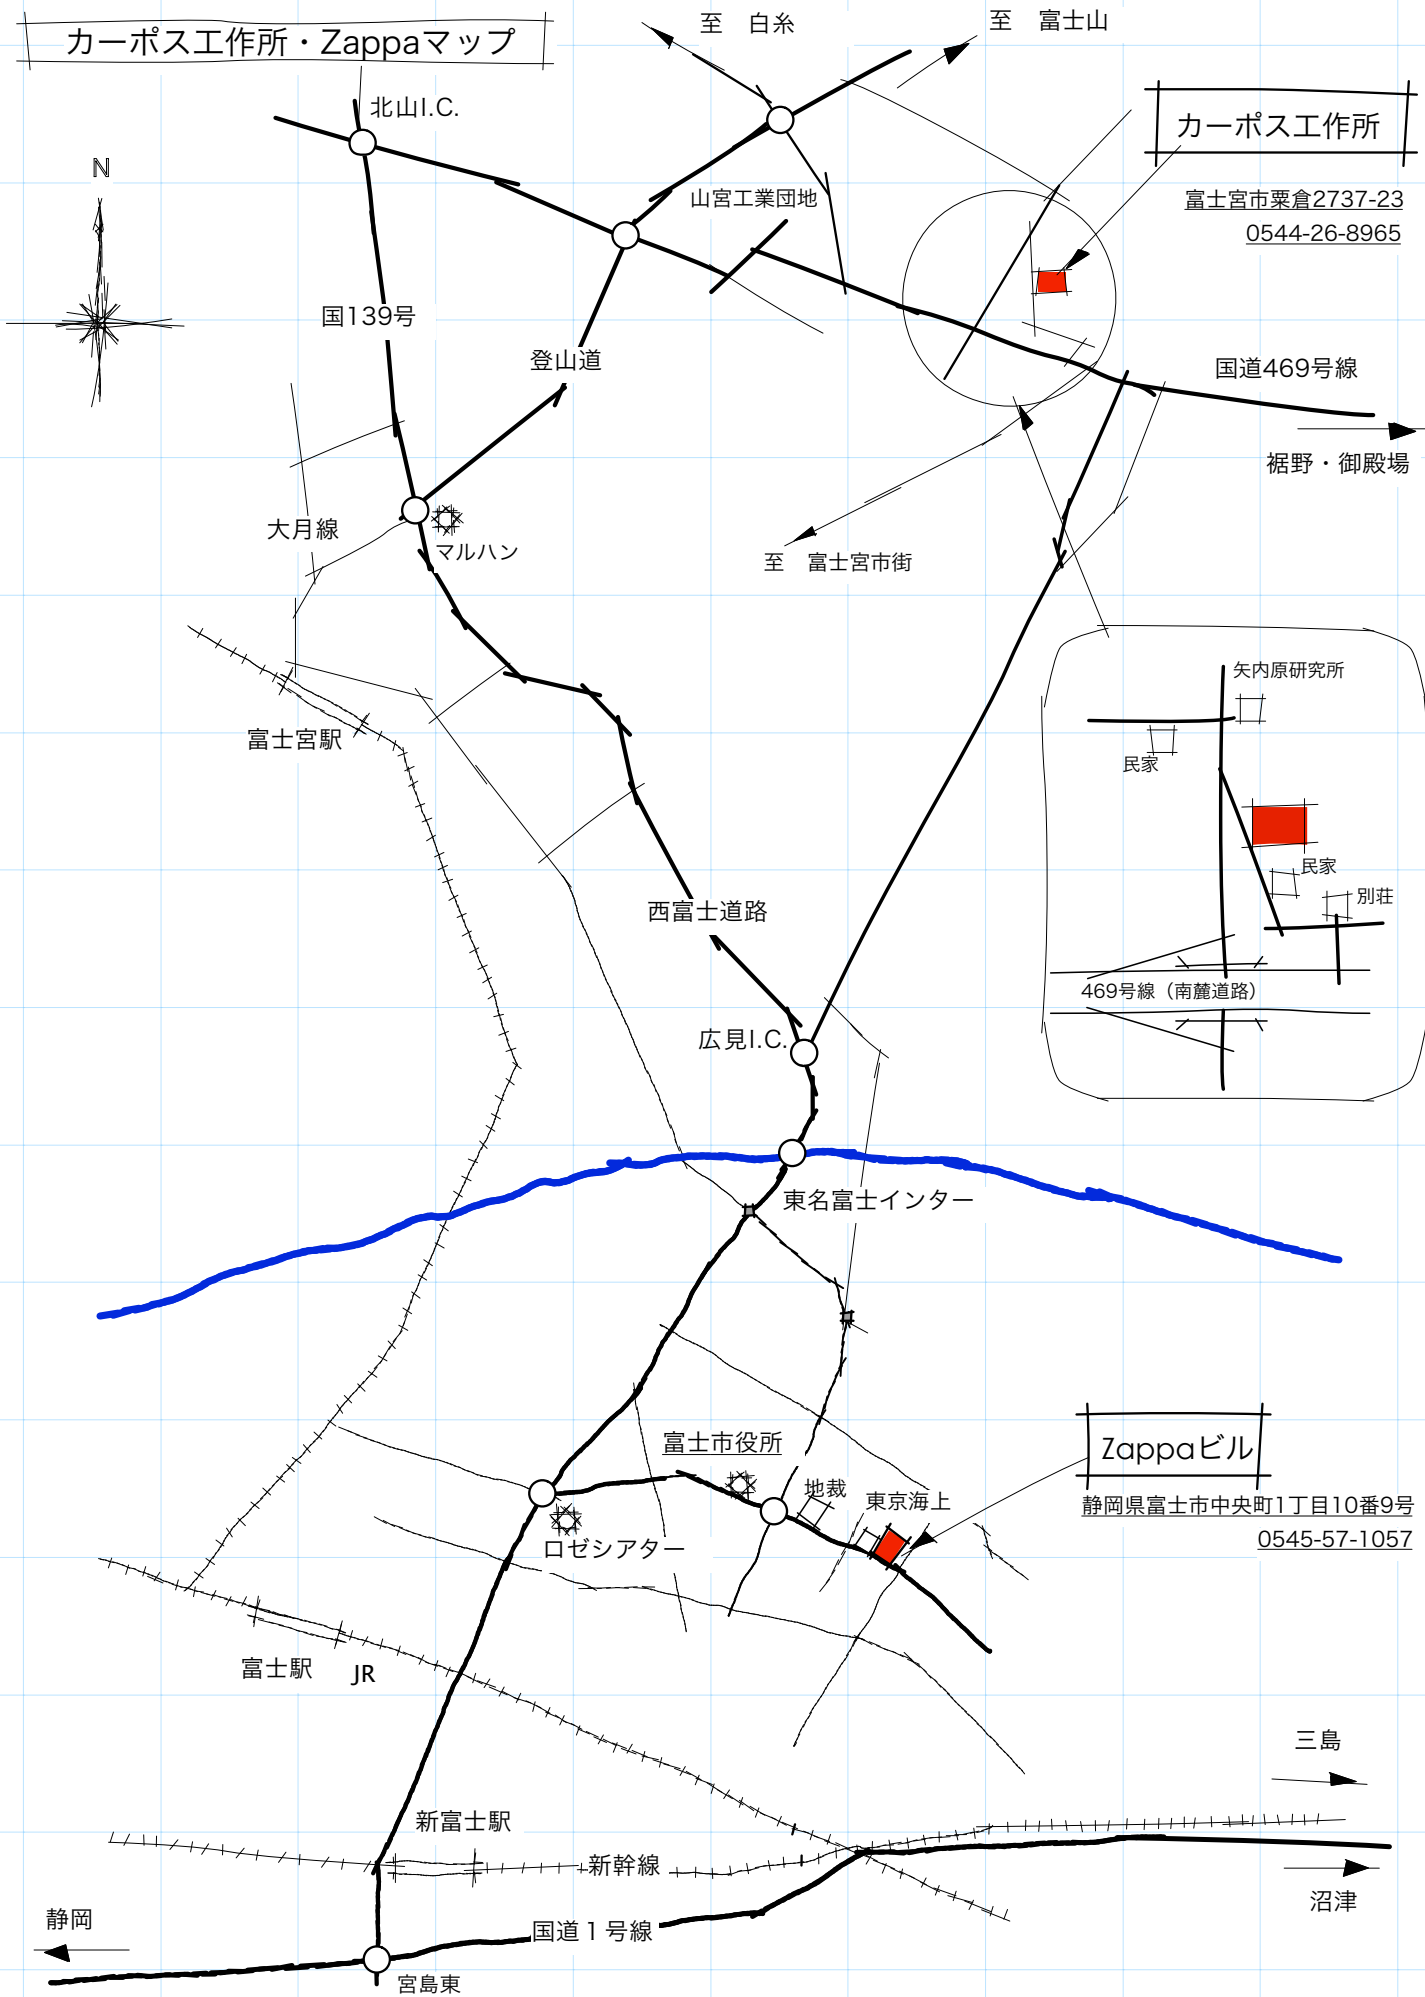 カーポス工作所・Zappaマップ
至　白糸
至　富士山
北山I.C.
カーポス工作所
N
山宮工業団地
富士宮市粟倉2737-23
0544-26-8965
国139号
登山道
国道469号線
裾野・御殿場
大月線
マルハン
至　富士宮市街
矢内原研究所
富士宮駅
民家
民家
別荘
西富士道路
469号線（南麓道路）
広見I.C.
東名富士インター
富士市役所
Zappaビル
地裁
東京海上
静岡県富士市中央町1丁目10番9号
0545-57-1057
ロゼシアター
富士駅
JR
三島
新富士駅
新幹線
沼津
静岡
国道１号線
宮島東